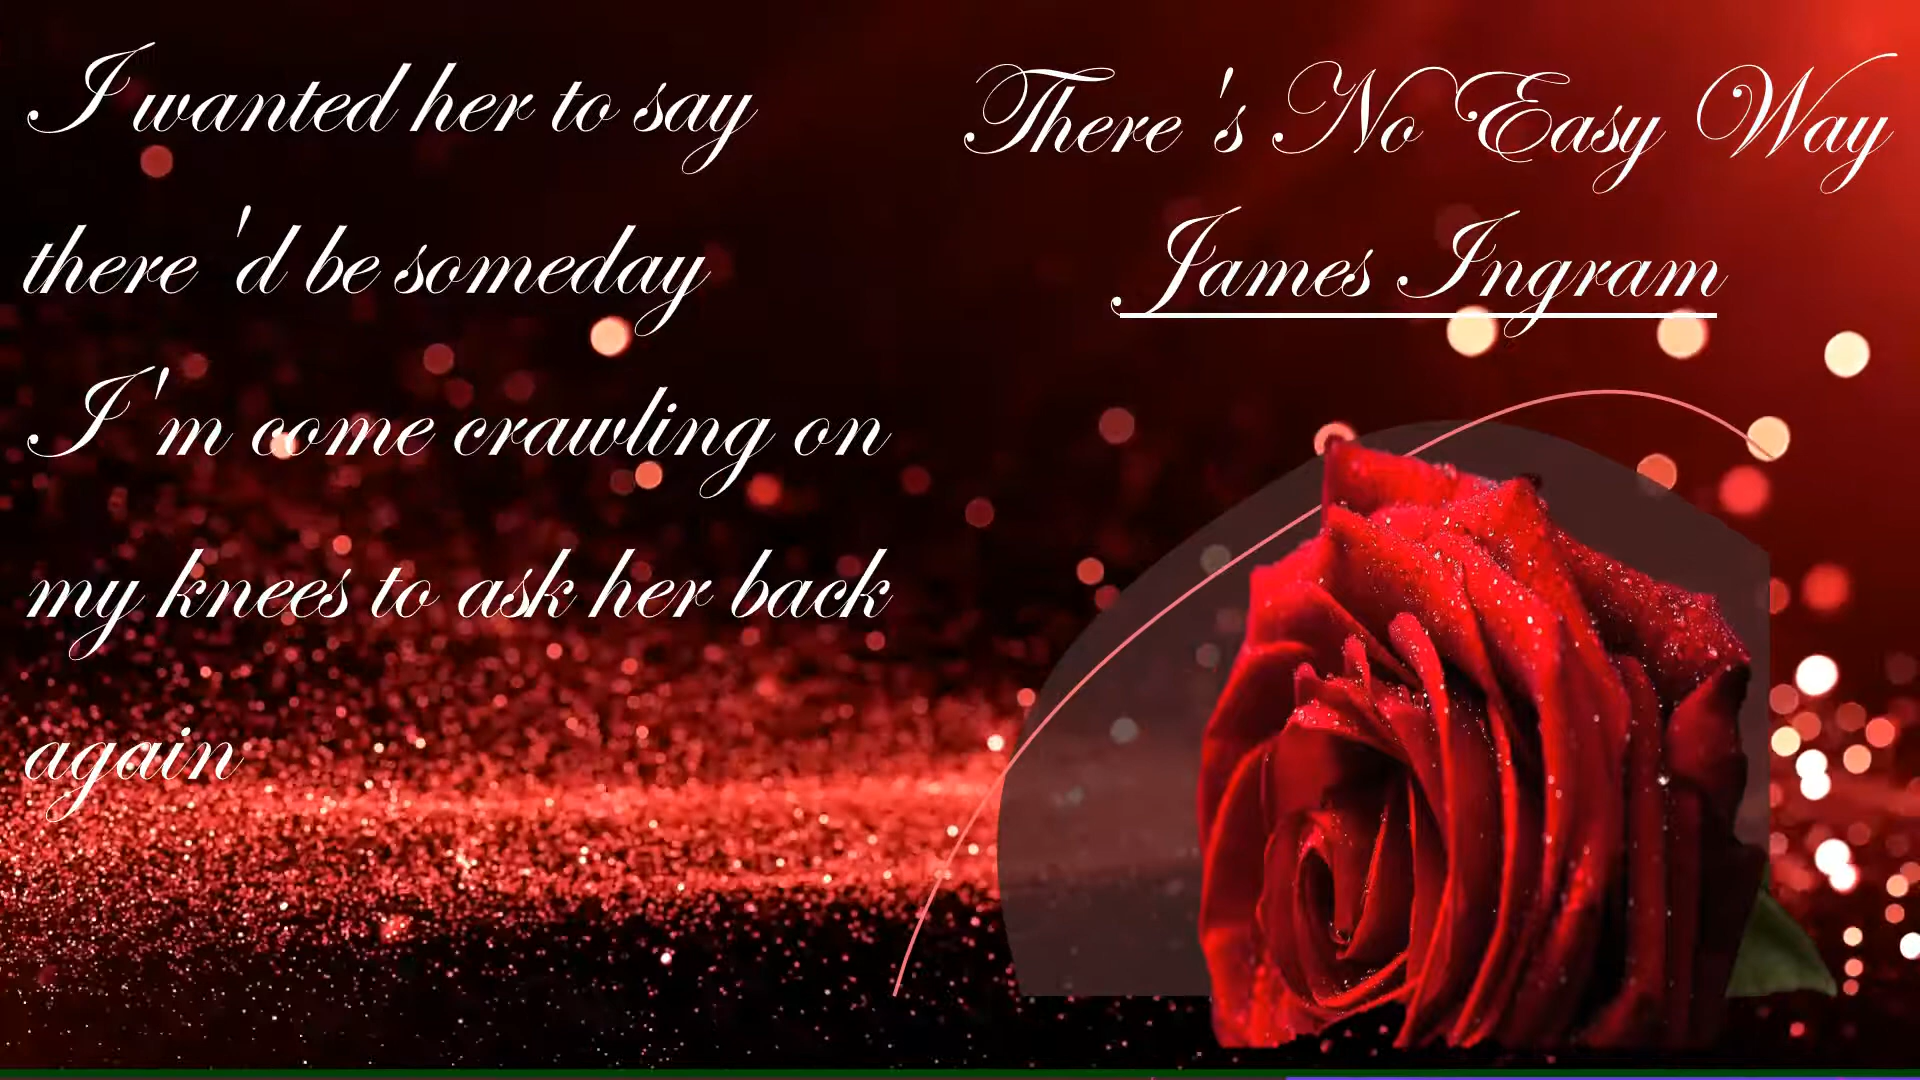 I wanted her to say
there'd be someday
I'm come crawling on
my knees to ask her back
again
There's No Easy Way
James Ingram